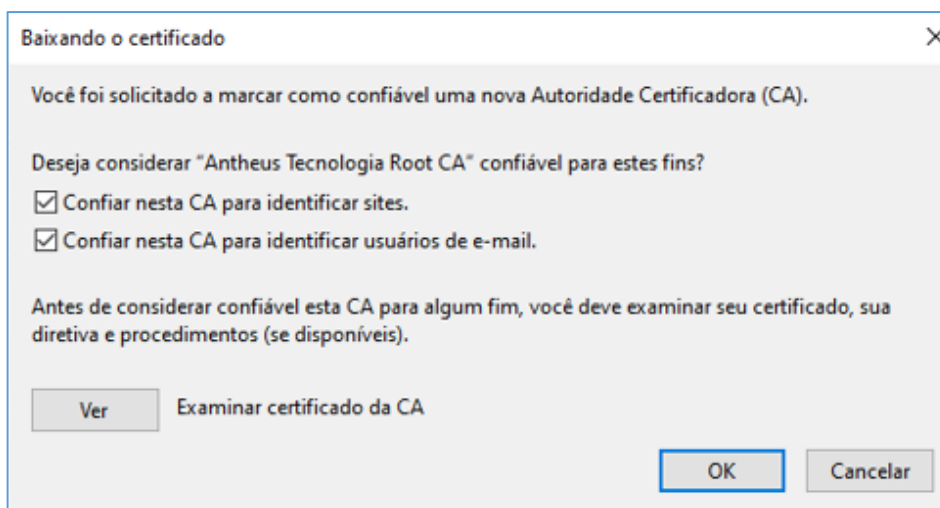 Baixando o certificado
Você foi solicitado a marcar como confiável uma nova Autoridade Certificadora (CA).
Deseja considerar “Antheus Tecnologia Root CA” confiável para estes fins?
Confiar nesta CA para identificar sites.
Confiar nesta CA para identificar usuários de e-mail.
Antes de considerar confiável esta CA para algum fim, você deve examinar seu certificado, sua
diretiva e procedimentos (se disponíveis).
Ver Examinar certificado da CA
OK Cancelar